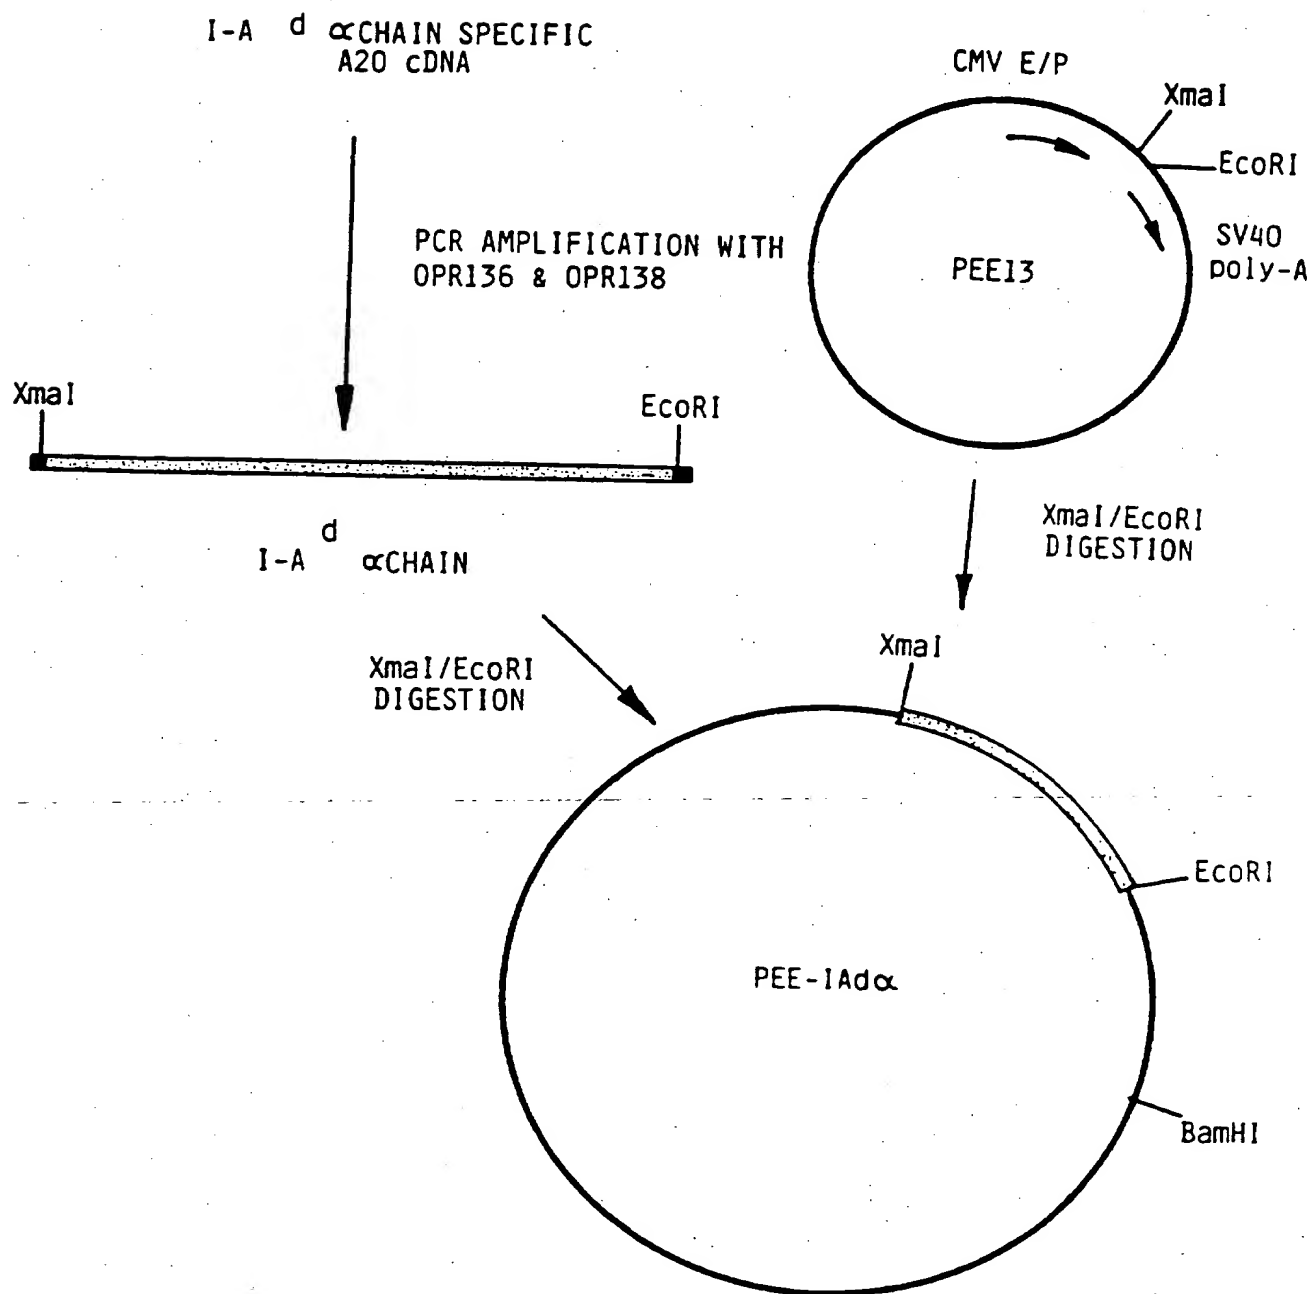 I-A d αCHAIN SPECIFIC
A20 cDNA
CMV E/P
XmaI
EcoRI
SV40
poly-A
PEE13
PCR AMPLIFICATION WITH
OPR136 & OPR138
XmaI
EcoRI
I-A d αCHAIN
XmaI/EcoRI
DIGESTION
XmaI/EcoRI
DIGESTION
XmaI
EcoRI
PEE-IAdα
BamHI